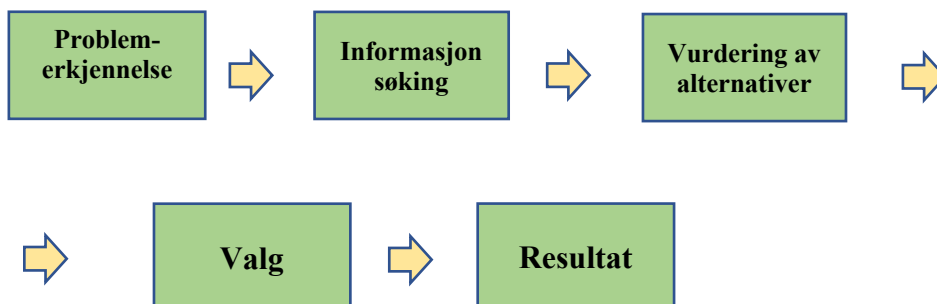 Problem-
erkjennelse
Informasjon
søking
Vurdering av
alternativer
Valg
Resultat